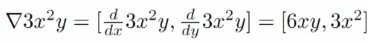 ∇3x²y = [d/dx 3x²y, d/dy 3x²y] = [6xy, 3x²]